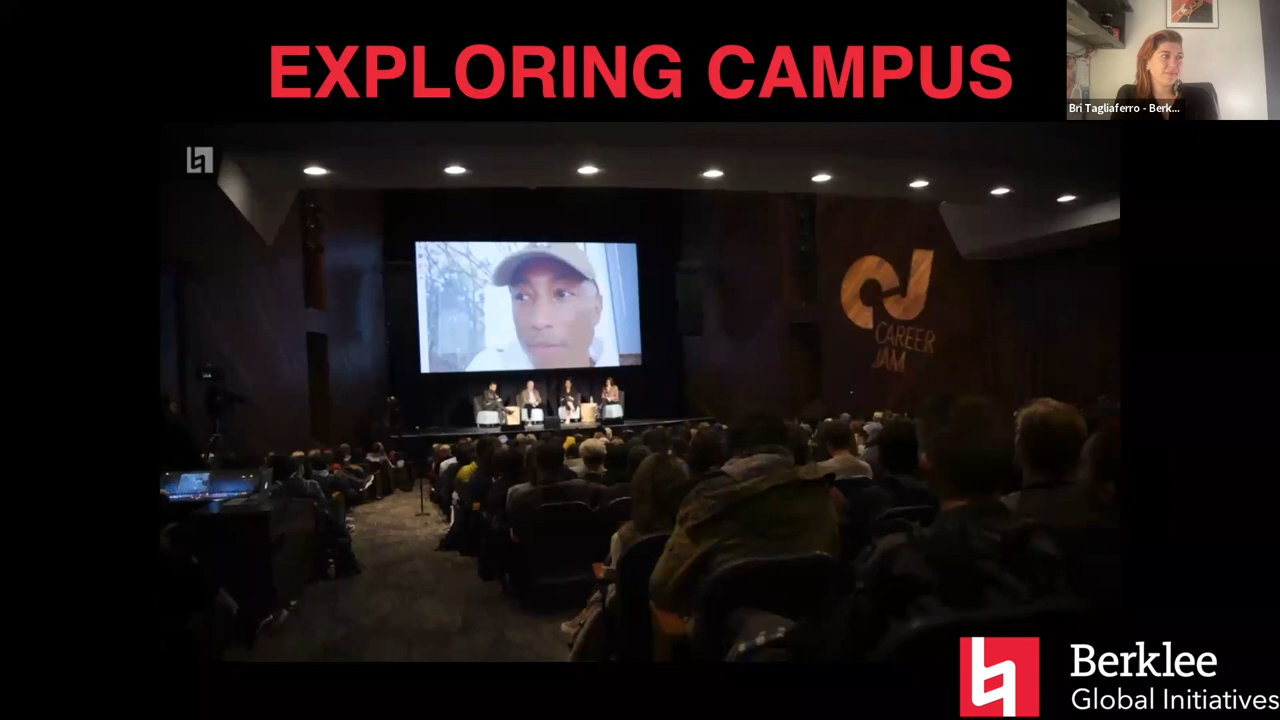 EXPLORING CAMPUS
Bri Tagliaferro - Berk...
CAREER
JAM
Berklee
Global Initiatives